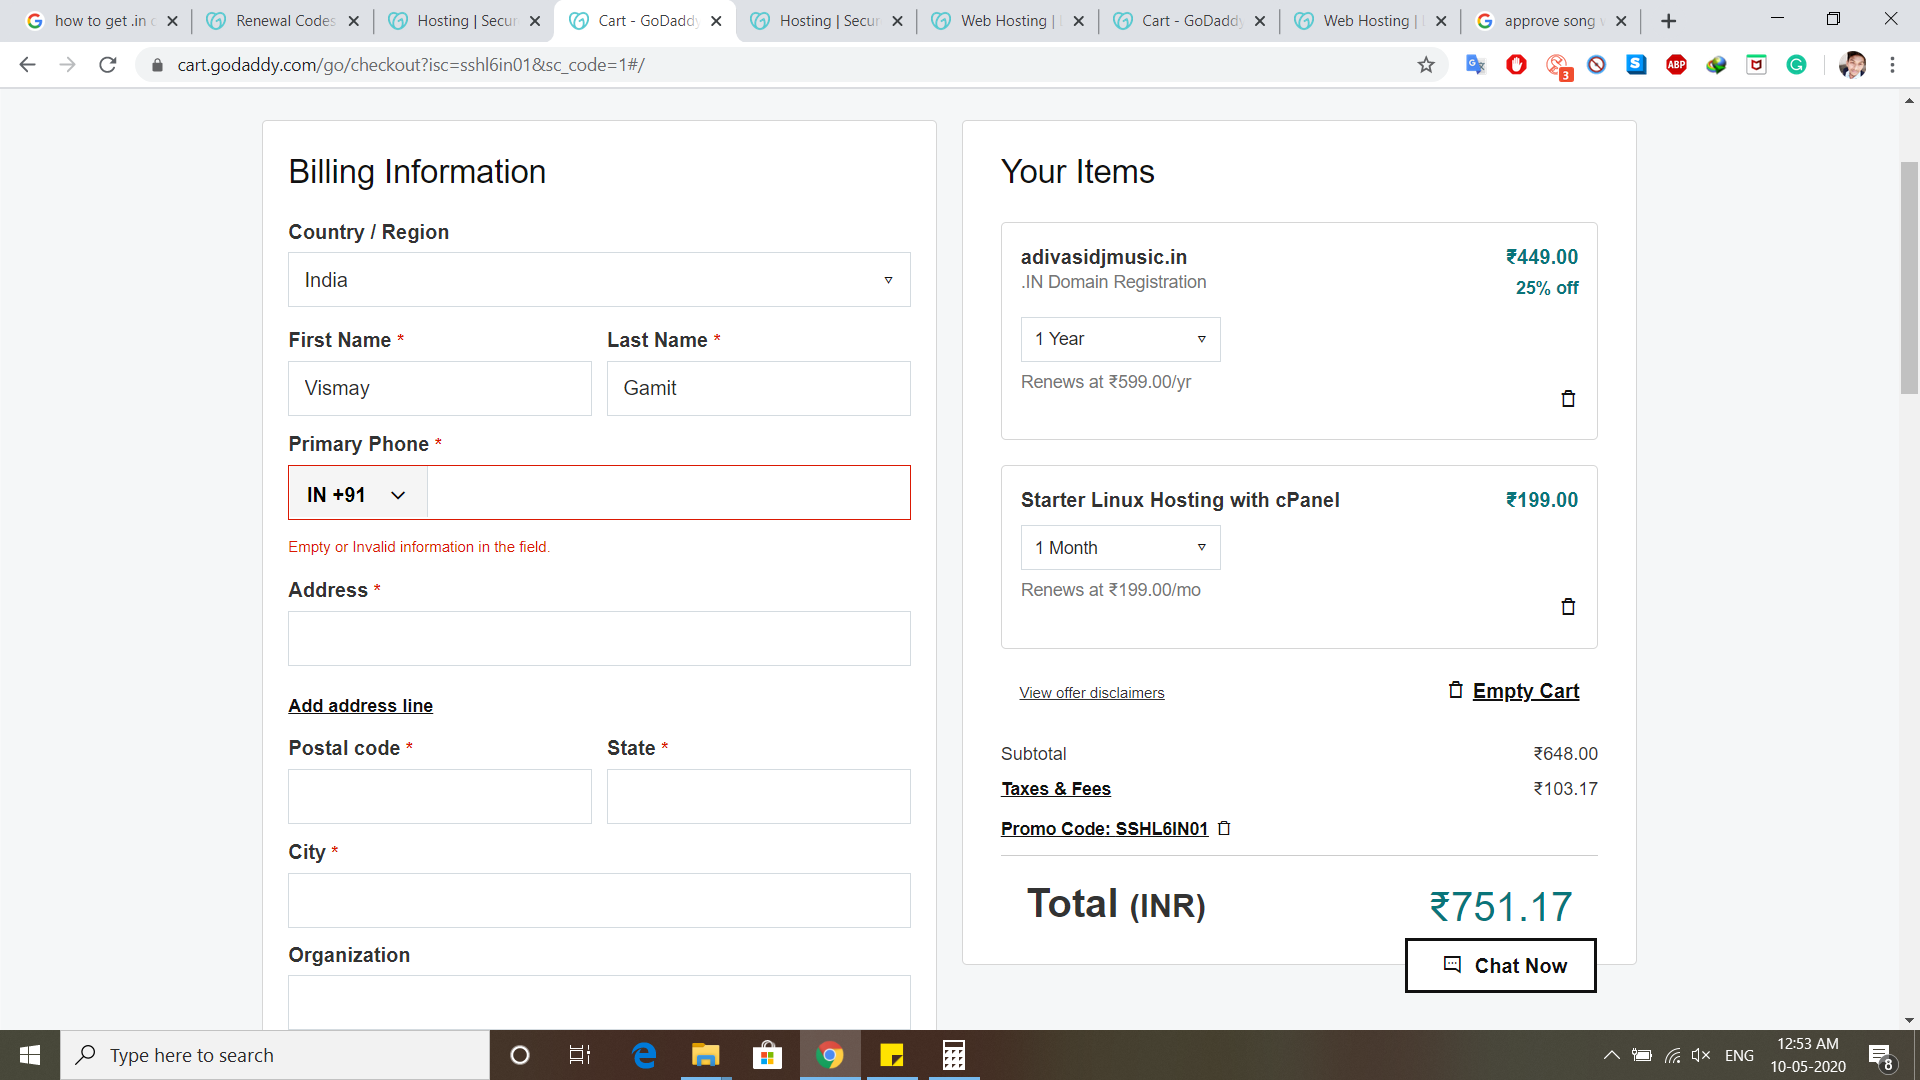 how to get .in
Renewal Codes
Hosting | Secur
Cart - GoDaddy
Hosting | Secur
Web Hosting |
Cart - GoDaddy
Web Hosting |
approve song
cart.godaddy.com/go/checkout?isc=sshl6in01&sc_code=1#/
3
S
ABP
G
Billing Information
Country / Region
India
First Name *
Last Name *
Vismay
Gamit
Primary Phone *
IN +91
Empty or Invalid information in the field.
Address *
Add address line
Postal code *
State *
City *
Organization
Your Items
adivasidjmusic.in
₹449.00
.IN Domain Registration
25% off
1 Year
Renews at ₹599.00/yr
Starter Linux Hosting with cPanel
₹199.00
1 Month
Renews at ₹199.00/mo
View offer disclaimers
Empty Cart
Subtotal
₹648.00
Taxes & Fees
₹103.17
Promo Code: SSHL6IN01
Total (INR)
₹751.17
Chat Now
Type here to search
ENG
12:53 AM
10-05-2020
8